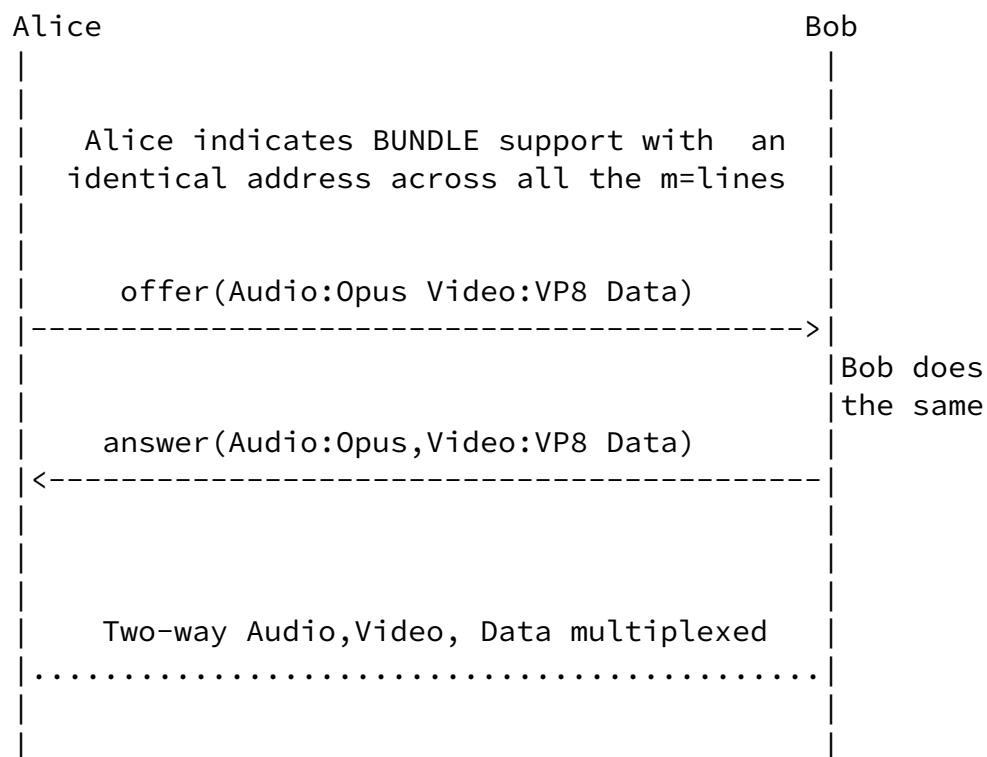 Alice Bob
Alice indicates BUNDLE support with  an
identical address across all the m=lines
offer(Audio:Opus Video:VP8 Data)
Bob does
the same
answer(Audio:Opus,Video:VP8 Data)
Two-way Audio,Video, Data multiplexed